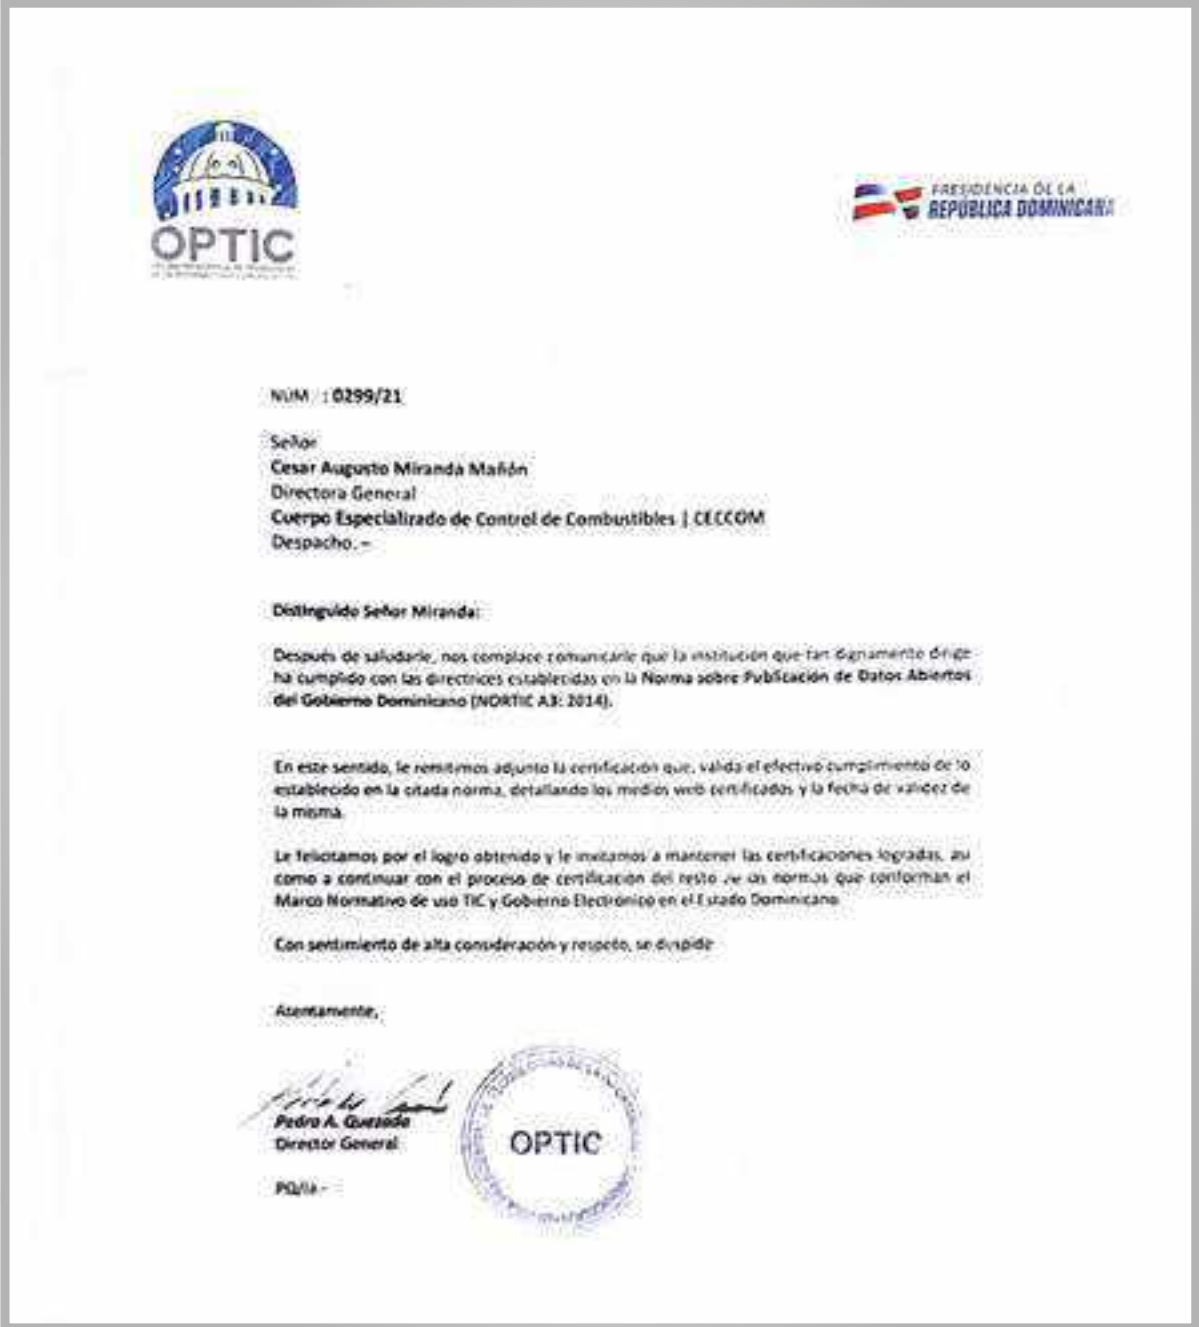 OPTIC
PRESIDENCIA DE LA
REPÚBLICA DOMINICANA
NÚM : 0299/21
Señor
Cesar Augusto Miranda Mañón
Directora General
Cuerpo Especializado de Control de Combustibles | CECCOM
Despacho. –
Distinguido Señor Miranda:
Después de saludarle, nos complace comunicarle que la institución que tan dignamente dirige
ha cumplido con las directrices establecidas en la Norma sobre Publicación de Datos Abiertos
del Gobierno Dominicano (NORTIC A3: 2014).
En este sentido, le remitimos adjunto la certificación que, valida el efectivo cumplimiento de lo
establecido en la citada norma, detallando los medios web certificados y la fecha de validez de
la misma.
Le felicitamos por el logro obtenido y le invitamos a mantener las certificaciones logradas, así
como a continuar con el proceso de certificación del resto de las normas que conforman el
Marco Normativo de uso TIC y Gobierno Electrónico en el Estado Dominicano
Con sentimiento de alta consideración y respeto, se despide
Atentamente,
Pedro A. Quezada
Director General
OPTIC